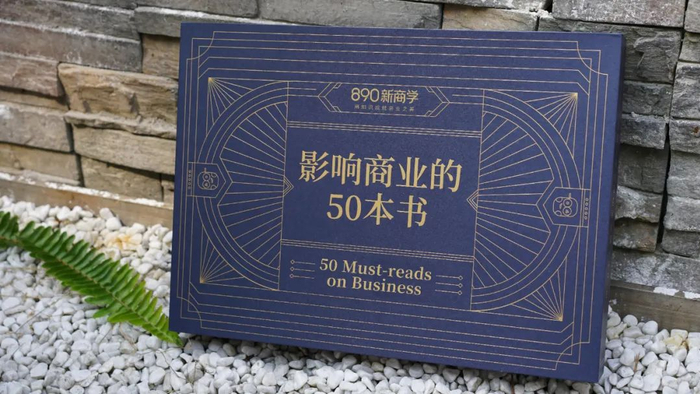 890新商学
影响商业的
50本书
50 Must-reads
on Business